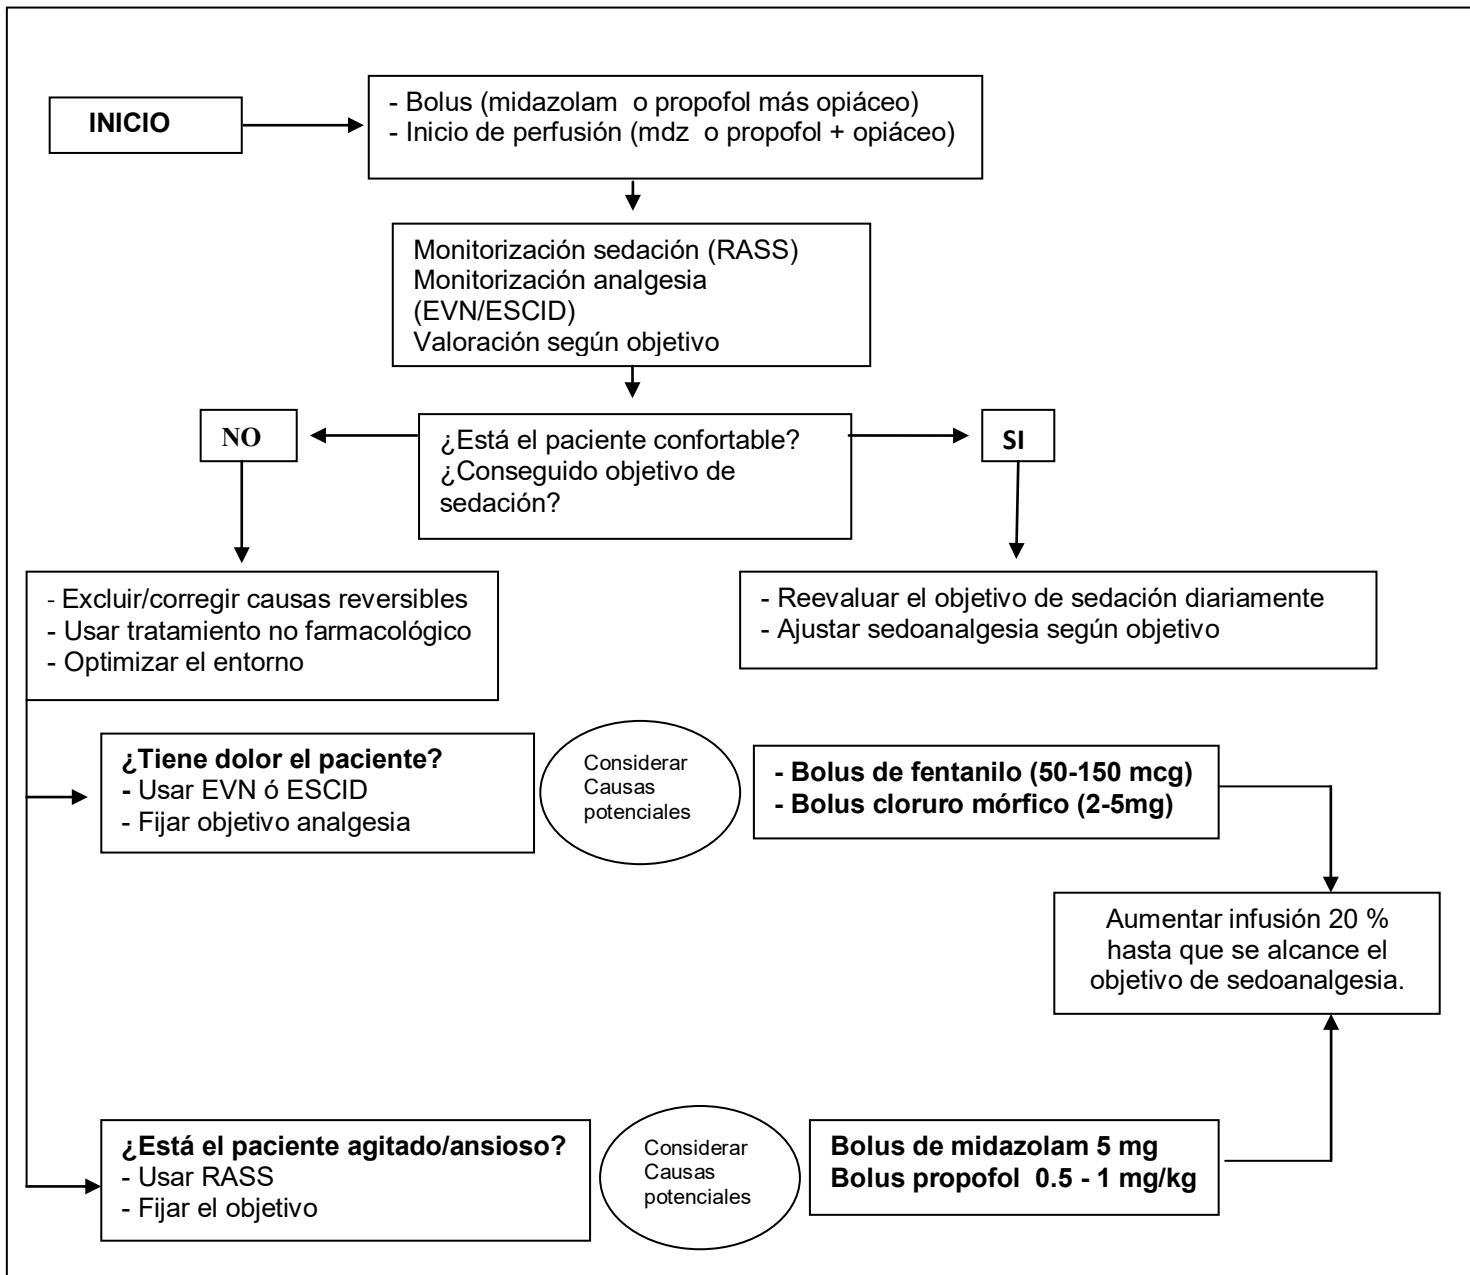 INICIO
- Bolus (midazolam o propofol más opiáceo)
- Inicio de perfusión (mdz o propofol + opiáceo)
Monitorización sedación (RASS)
Monitorización analgesia
(EVN/ESCID)
Valoración según objetivo
NO
¿Está el paciente confortable?
¿Conseguido objetivo de
sedación?
SI
- Excluir/corregir causas reversibles
- Usar tratamiento no farmacológico
- Optimizar el entorno
- Reevaluar el objetivo de sedación diariamente
- Ajustar sedoanalgesia según objetivo
¿Tiene dolor el paciente?
- Usar EVN ó ESCID
- Fijar objetivo analgesia
Considerar
Causas
potenciales
- Bolus de fentanilo (50-150 mcg)
- Bolus cloruro mórfico (2-5mg)
Aumentar infusión 20 %
hasta que se alcance el
objetivo de sedoanalgesia.
¿Está el paciente agitado/ansioso?
- Usar RASS
- Fijar el objetivo
Considerar
Causas
potenciales
Bolus de midazolam 5 mg
Bolus propofol 0.5 - 1 mg/kg